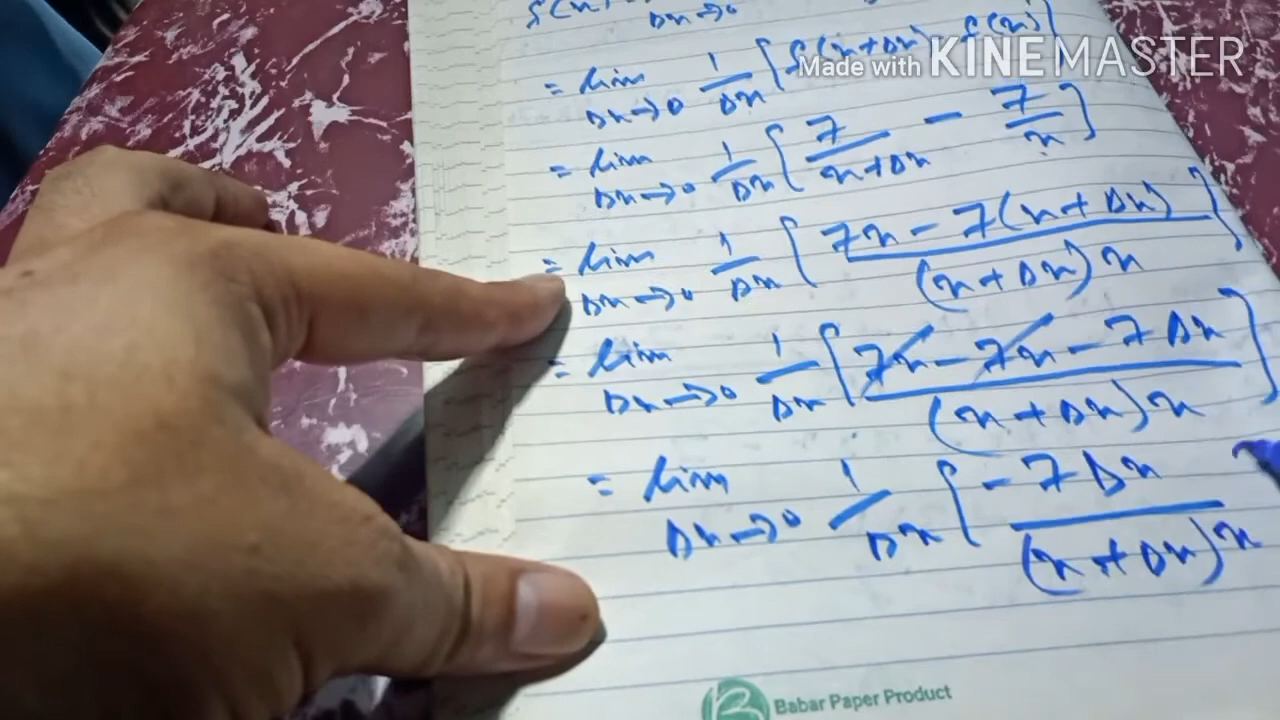 Δx→0
= lim Δx→0 1/Δx [f(x+Δx) - f(x)]
Made with KINEMASTER
= lim Δx→0 1/Δx [7/(x+Δx) - 7/x]
= lim Δx→0 1/Δx [(7x - 7(x+Δx))/((x+Δx)x)]
= lim Δx→0 1/Δx [(7x - 7x - 7Δx)/((x+Δx)x)]
= lim Δx→0 1/Δx [-7Δx/((x+Δx)x)]
Babar Paper Product